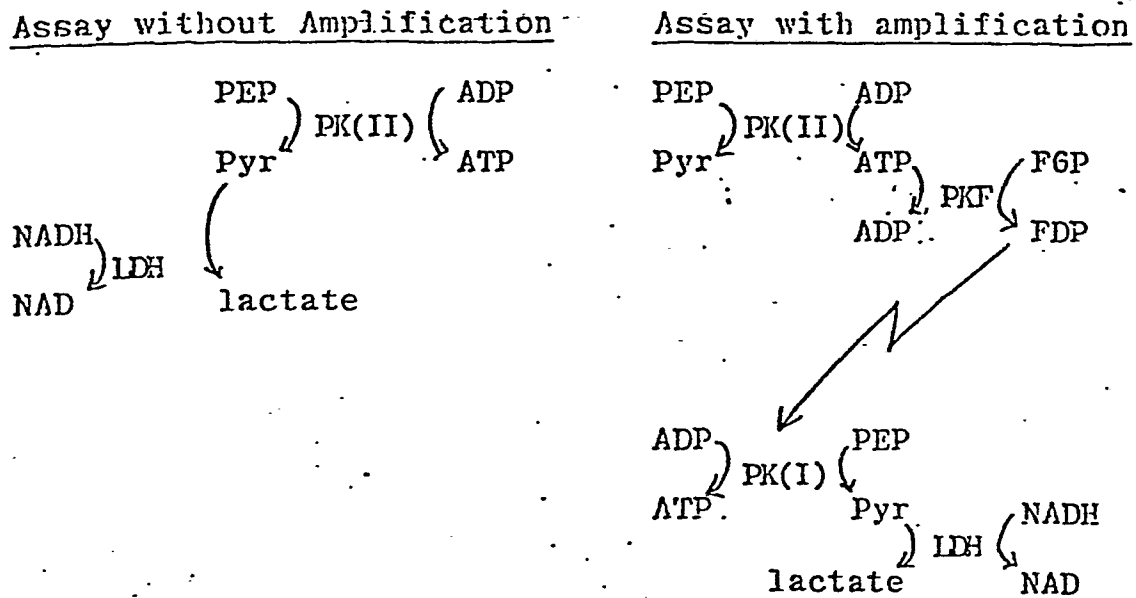 Assay without Amplification
PEP ADP
PK(II)
Pyr ATP
NADH
LDH
NAD lactate
Assay with amplification
PEP ADP
PK(II)
Pyr ATP F6P
PKF
ADP FDP
ADP PEP
PK(I)
ATP Pyr NADH
LDH
lactate NAD